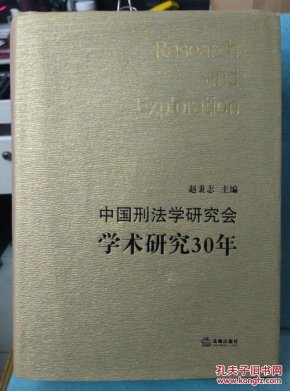 Research
and
Exploration
赵秉志 主编
中国刑法学研究会
学术研究30年
法律出版社
孔夫子旧书网